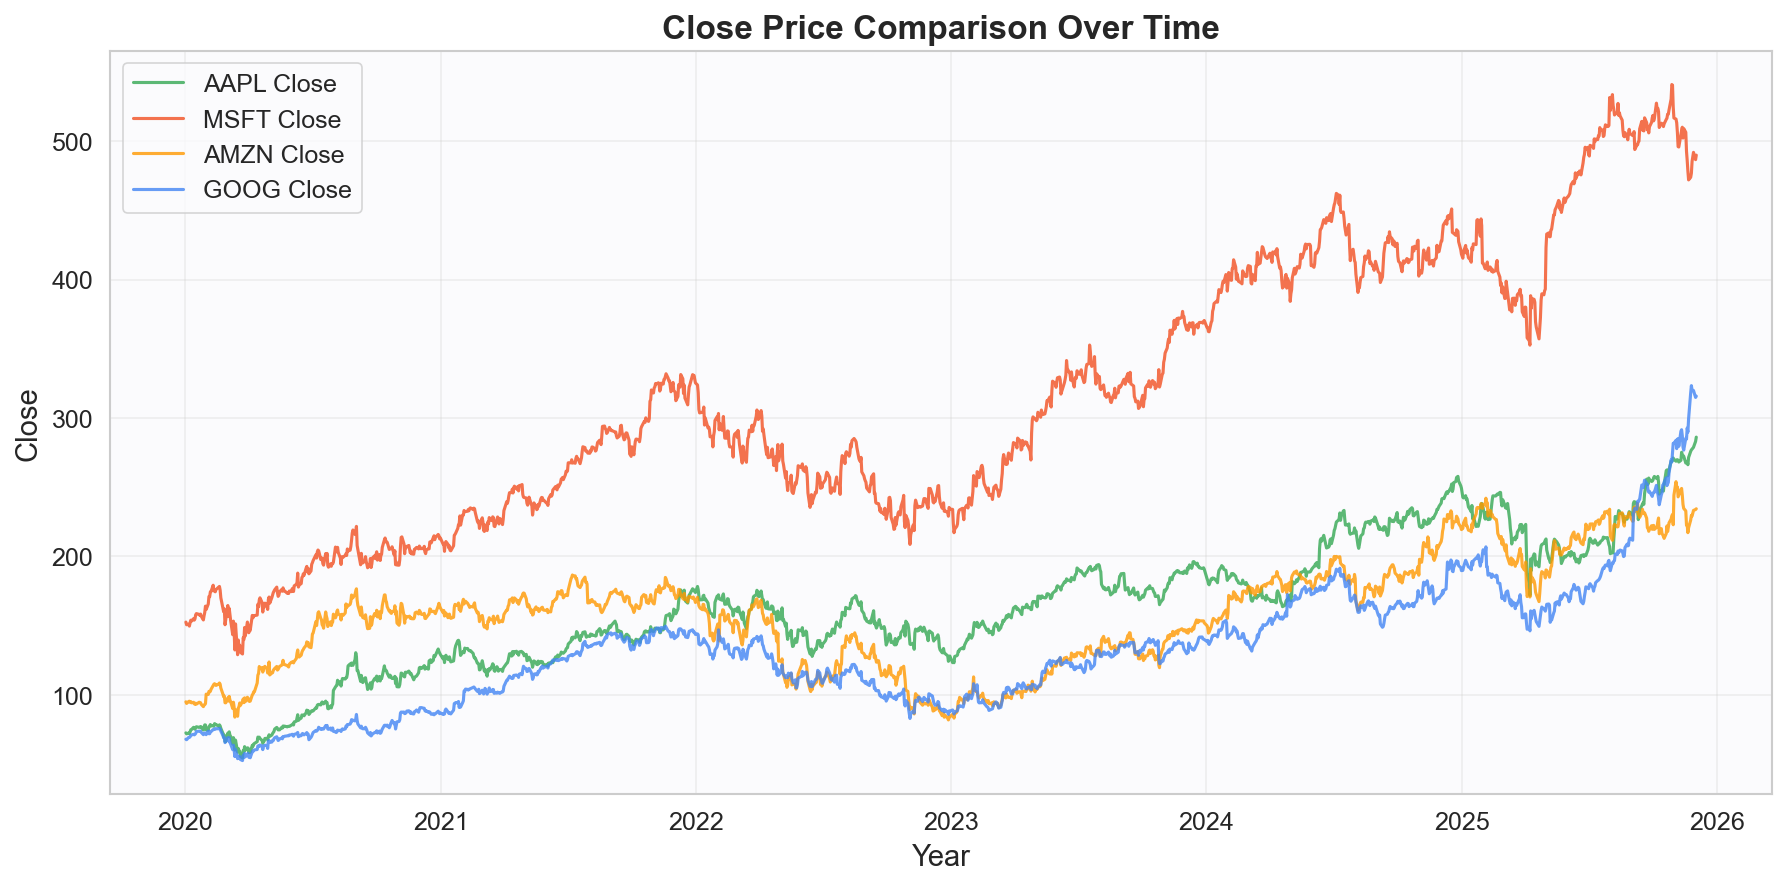 Close Price Comparison Over Time
AAPL Close
MSFT Close
AMZN Close
GOOG Close
500
400
300
200
100
Close
2020 2021 2022 2023 2024 2025 2026
Year